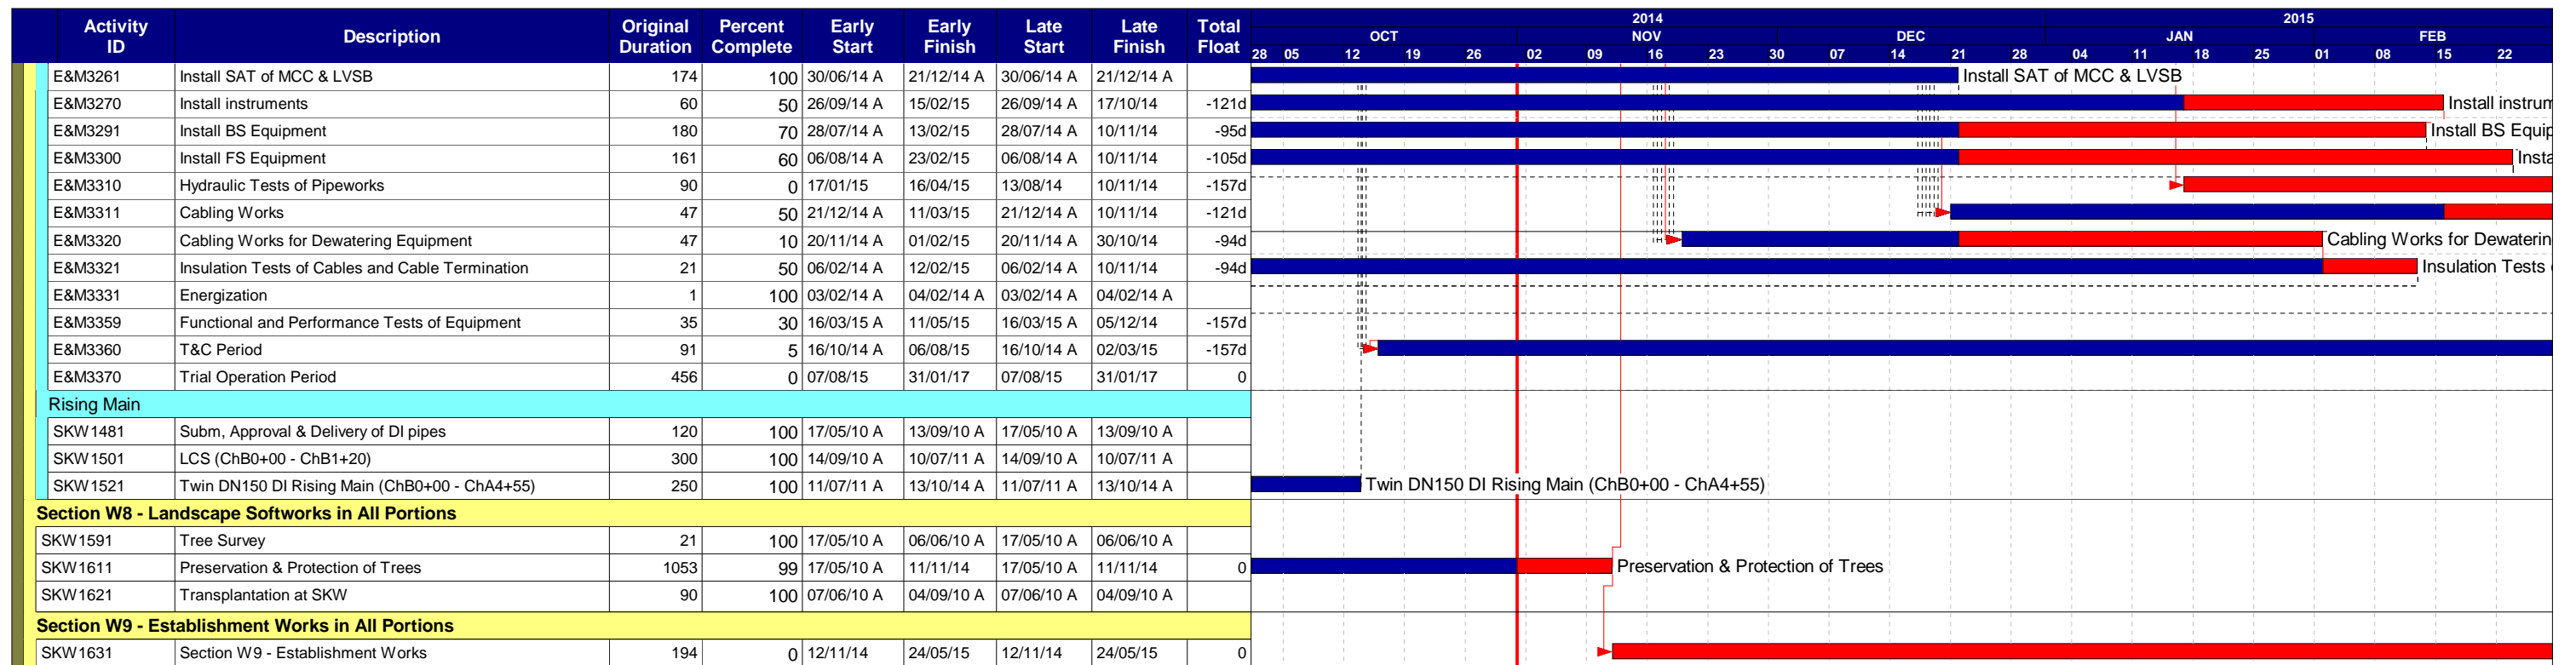 Activity ID Description Original Duration Percent Complete Early Start Early Finish Late Start Late Finish Total Float
2014 2015
OCT NOV DEC JAN FEB
28 05 12 19 26 02 09 16 23 30 07 14 21 28 04 11 18 25 01 08 15 22
E&M3261 Install SAT of MCC & LVSB 174 100 30/06/14 A 21/12/14 A 30/06/14 A 21/12/14 A Install SAT of MCC & LVSB
E&M3270 Install instruments 60 50 26/09/14 A 15/02/15 26/09/14 A 17/10/14 -121d Install instrum
E&M3291 Install BS Equipment 180 70 28/07/14 A 13/02/15 28/07/14 A 10/11/14 -95d Install BS Equip
E&M3300 Install FS Equipment 161 60 06/08/14 A 23/02/15 06/08/14 A 10/11/14 -105d Insta
E&M3310 Hydraulic Tests of Pipeworks 90 0 17/01/15 16/04/15 13/08/14 10/11/14 -157d
E&M3311 Cabling Works 47 50 21/12/14 A 11/03/15 21/12/14 A 10/11/14 -121d
E&M3320 Cabling Works for Dewatering Equipment 47 10 20/11/14 A 01/02/15 20/11/14 A 30/10/14 -94d Cabling Works for Dewaterin
E&M3321 Insulation Tests of Cables and Cable Termination 21 50 06/02/14 A 12/02/15 06/02/14 A 10/11/14 -94d Insulation Tests
E&M3331 Energization 1 100 03/02/14 A 04/02/14 A 03/02/14 A 04/02/14 A
E&M3359 Functional and Performance Tests of Equipment 35 30 16/03/15 A 11/05/15 16/03/15 A 05/12/14 -157d
E&M3360 T&C Period 91 5 16/10/14 A 06/08/15 16/10/14 A 02/03/15 -157d
E&M3370 Trial Operation Period 456 0 07/08/15 31/01/17 07/08/15 31/01/17 0
Rising Main
SKW1481 Subm, Approval & Delivery of DI pipes 120 100 17/05/10 A 13/09/10 A 17/05/10 A 13/09/10 A
SKW1501 LCS (ChB0+00 - ChB1+20) 300 100 14/09/10 A 10/07/11 A 14/09/10 A 10/07/11 A
SKW1521 Twin DN150 DI Rising Main (ChB0+00 - ChA4+55) 250 100 11/07/11 A 13/10/14 A 11/07/11 A 13/10/14 A Twin DN150 DI Rising Main (ChB0+00 - ChA4+55)
Section W8 - Landscape Softworks in All Portions
SKW1591 Tree Survey 21 100 17/05/10 A 06/06/10 A 17/05/10 A 06/06/10 A
SKW1611 Preservation & Protection of Trees 1053 99 17/05/10 A 11/11/14 17/05/10 A 11/11/14 0 Preservation & Protection of Trees
SKW1621 Transplantation at SKW 90 100 07/06/10 A 04/09/10 A 07/06/10 A 04/09/10 A
Section W9 - Establishment Works in All Portions
SKW1631 Section W9 - Establishment Works 194 0 12/11/14 24/05/15 12/11/14 24/05/15 0